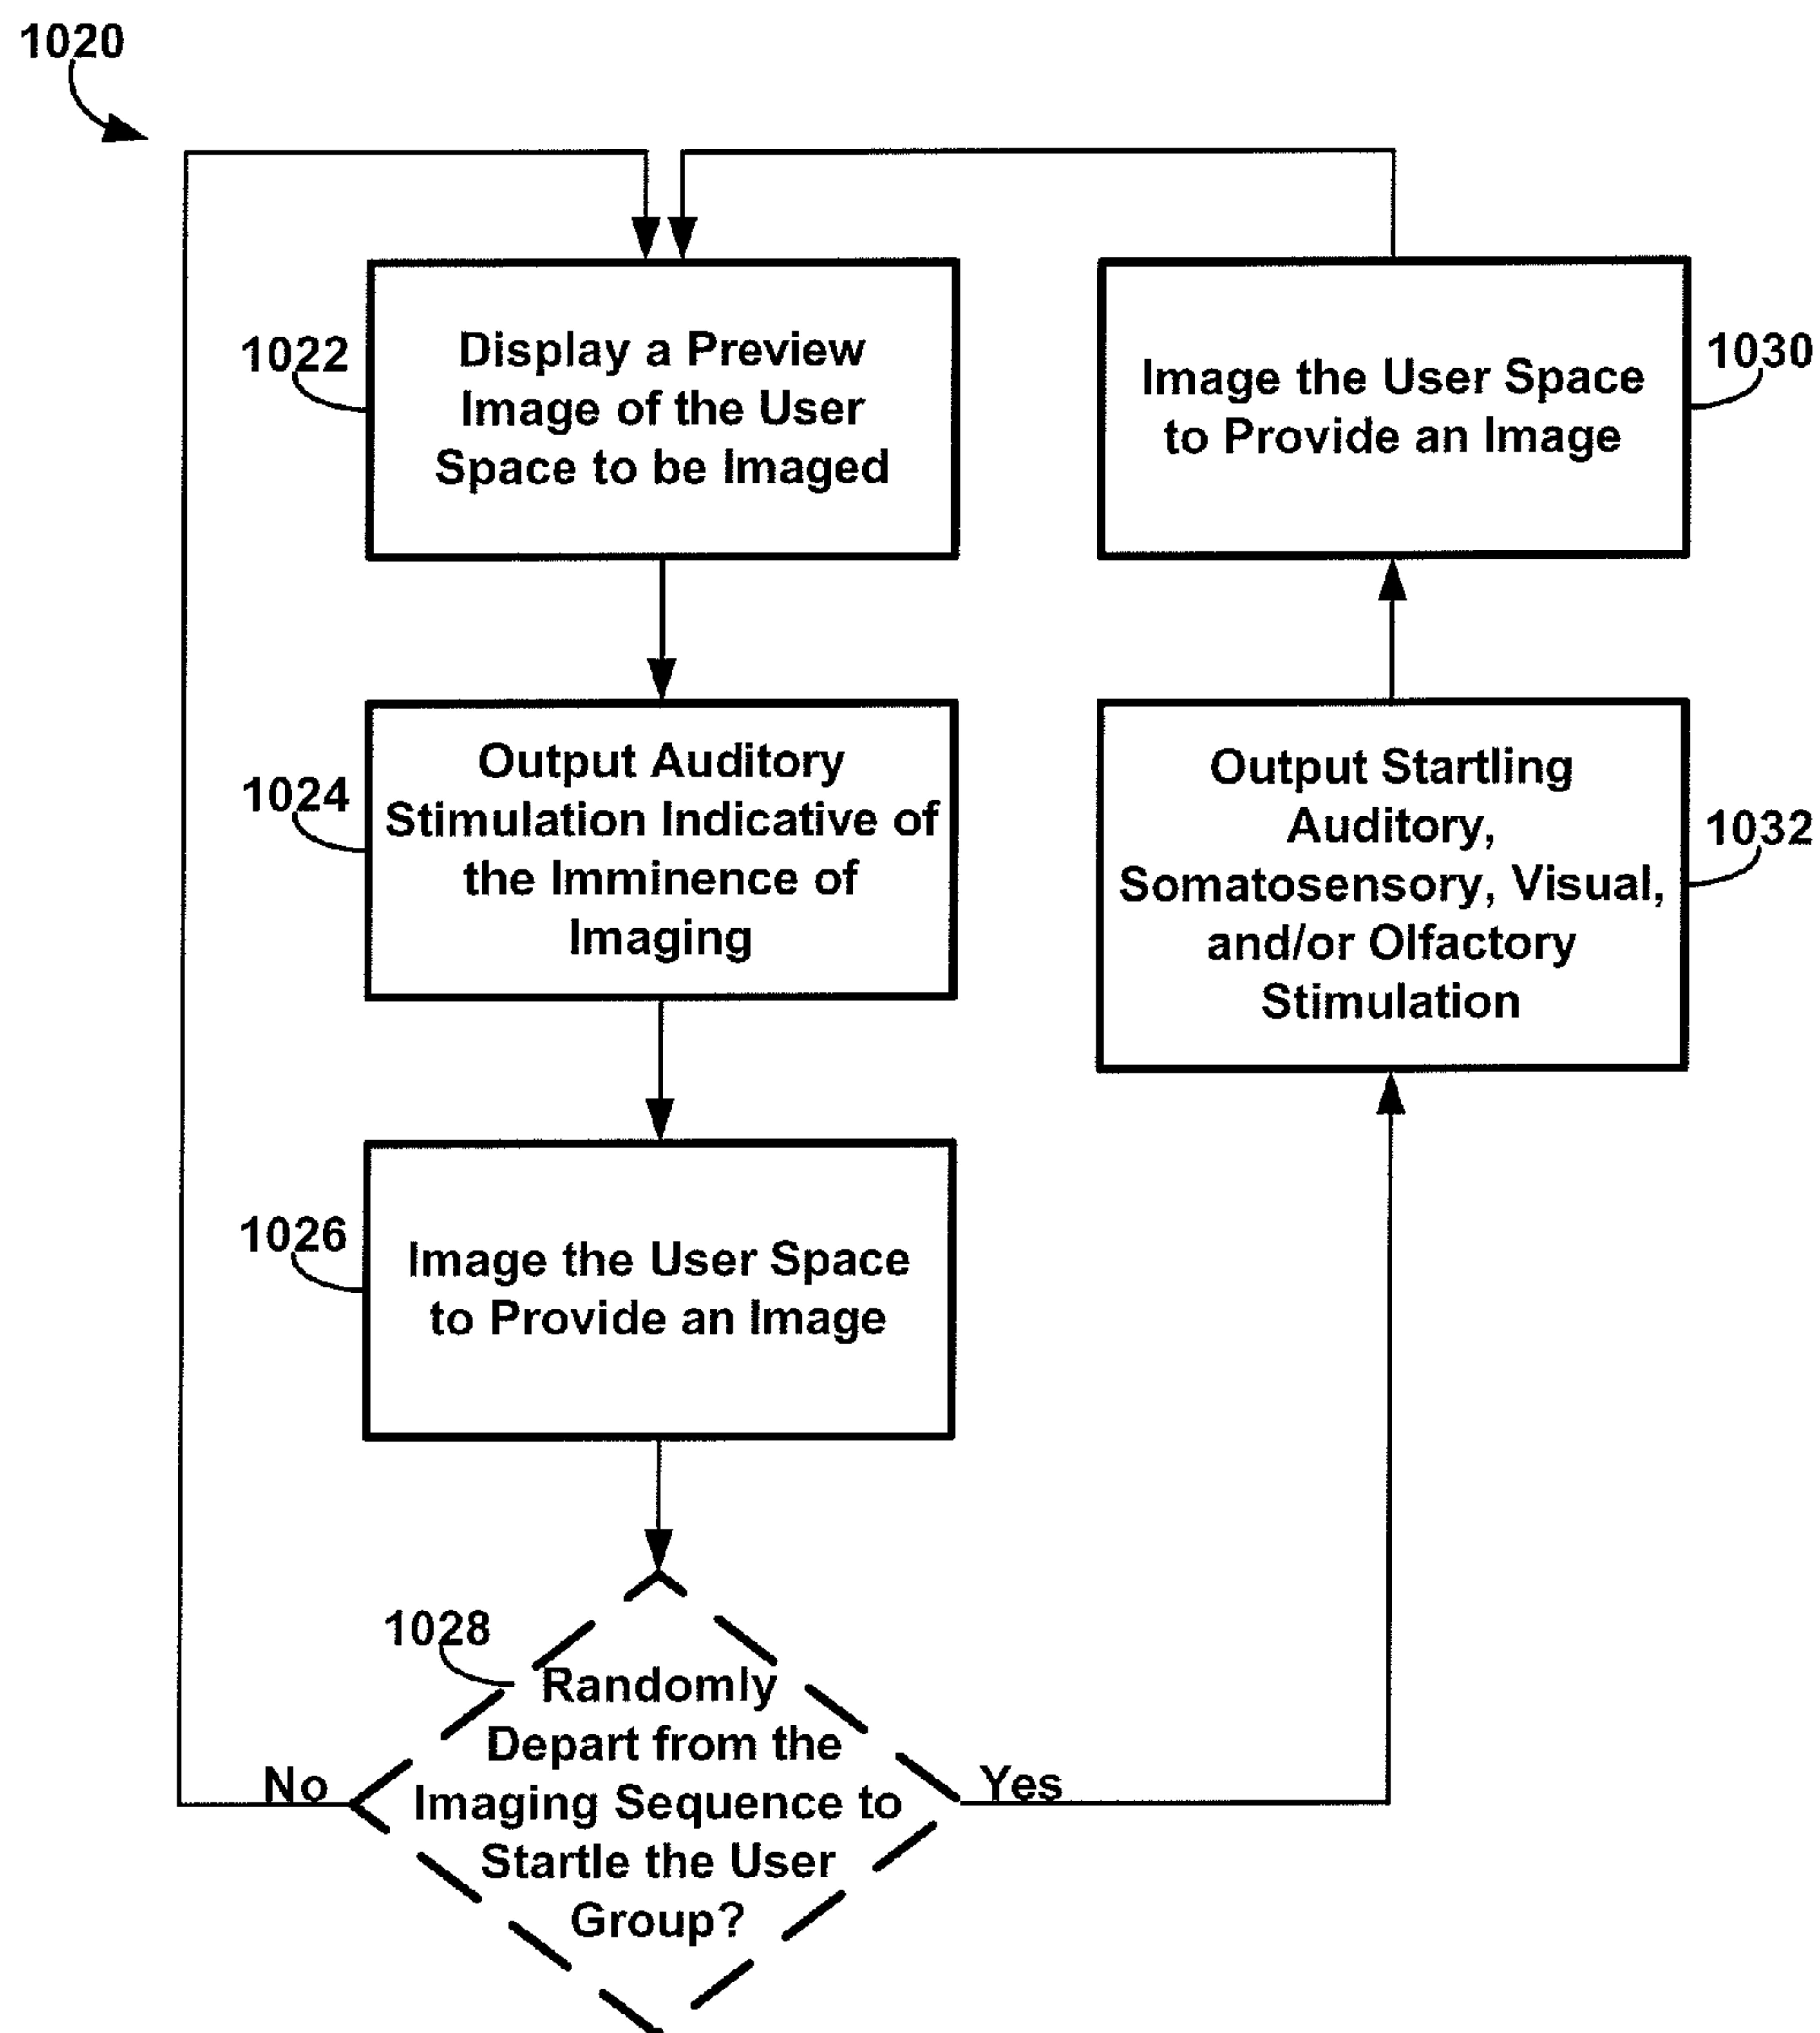 1020
1022
Display a Preview
Image of the User
Space to be Imaged
1024
Output Auditory
Stimulation Indicative of
the Imminence of
Imaging
1026
Image the User Space
to Provide an Image
1028
Randomly
Depart from the
Imaging Sequence to
Startle the User
Group?
No
Yes
1030
Image the User Space
to Provide an Image
1032
Output Startling
Auditory,
Somatosensory, Visual,
and/or Olfactory
Stimulation